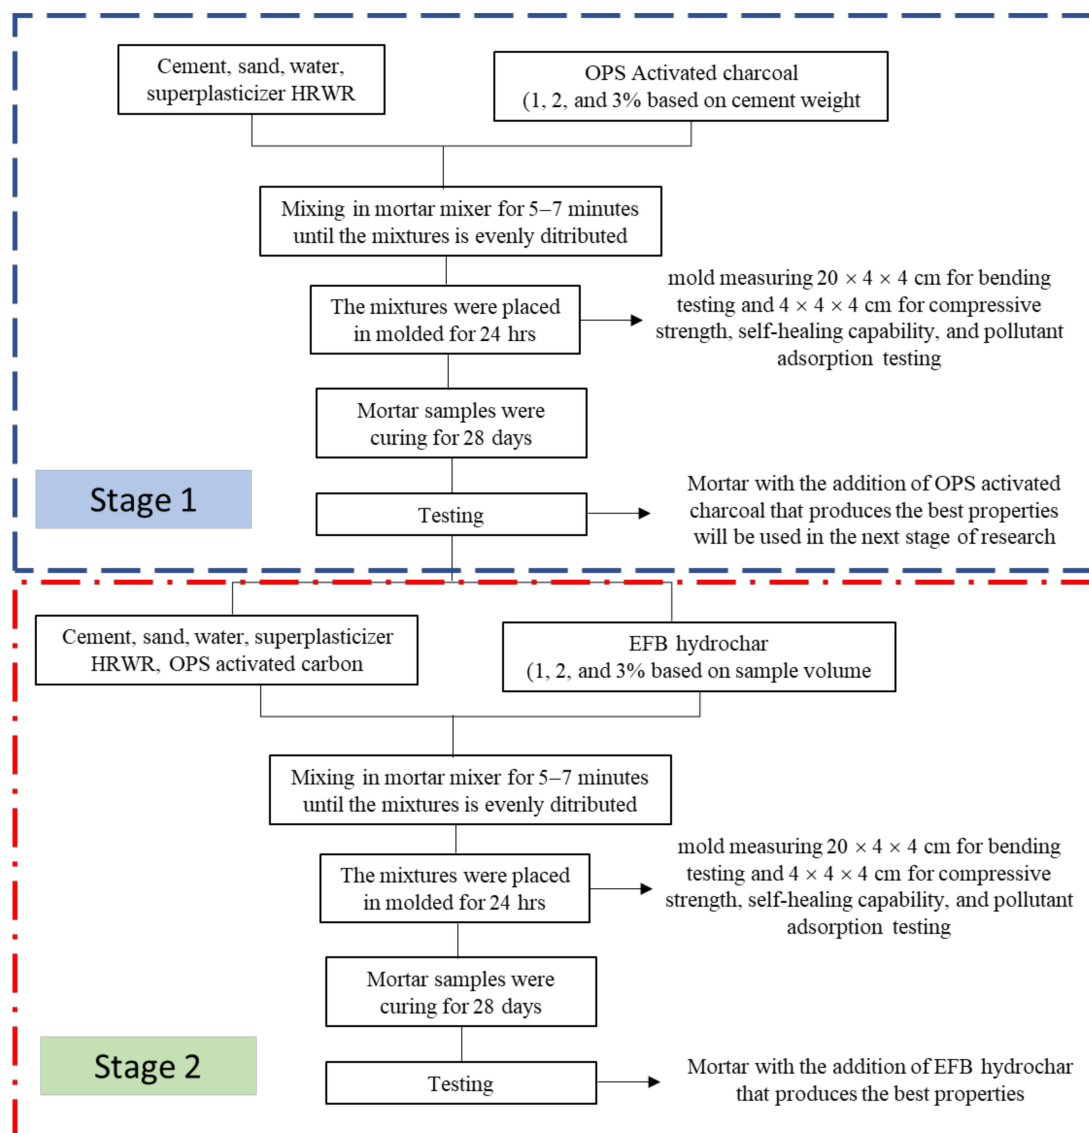 Cement, sand, water,
superplasticizer HRWR
OPS Activated charcoal
(1, 2, and 3% based on cement weight
Mixing in mortar mixer for 5–7 minutes
until the mixtures is evenly ditributed
The mixtures were placed
in molded for 24 hrs
mold measuring 20 × 4 × 4 cm for bending
testing and 4 × 4 × 4 cm for compressive
strength, self-healing capability, and pollutant
adsorption testing
Mortar samples were
curing for 28 days
Stage 1
Testing
Mortar with the addition of OPS activated
charcoal that produces the best properties
will be used in the next stage of research
Cement, sand, water, superplasticizer
HRWR, OPS activated carbon
EFB hydrochar
(1, 2, and 3% based on sample volume
Mixing in mortar mixer for 5–7 minutes
until the mixtures is evenly ditributed
The mixtures were placed
in molded for 24 hrs
mold measuring 20 × 4 × 4 cm for bending
testing and 4 × 4 × 4 cm for compressive
strength, self-healing capability, and pollutant
adsorption testing
Mortar samples were
curing for 28 days
Stage 2
Testing
Mortar with the addition of EFB hydrochar
that produces the best properties